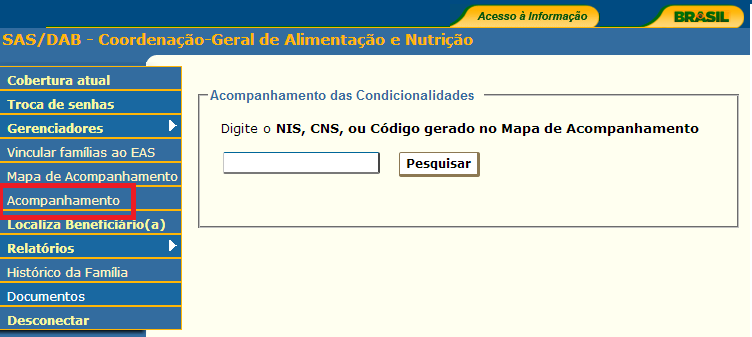 Acesso à Informação
BRASIL
SAS/DAB - Coordenação-Geral de Alimentação e Nutrição
Cobertura atual
Troca de senhas
Gerenciadores
Vincular famílias ao EAS
Mapa de Acompanhamento
Acompanhamento
Localiza Beneficiário(a)
Relatórios
Histórico da Família
Documentos
Desconectar
Acompanhamento das Condicionalidades
Digite o NIS, CNS, ou Código gerado no Mapa de Acompanhamento
Pesquisar